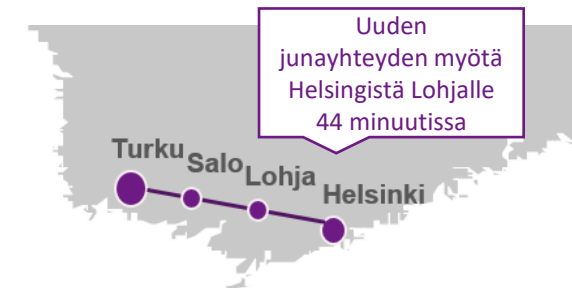 Uuden
junayhteyden myötä
Helsingistä Lohjalle
44 minuutissa
Turku
Salo
Lohja
Helsinki